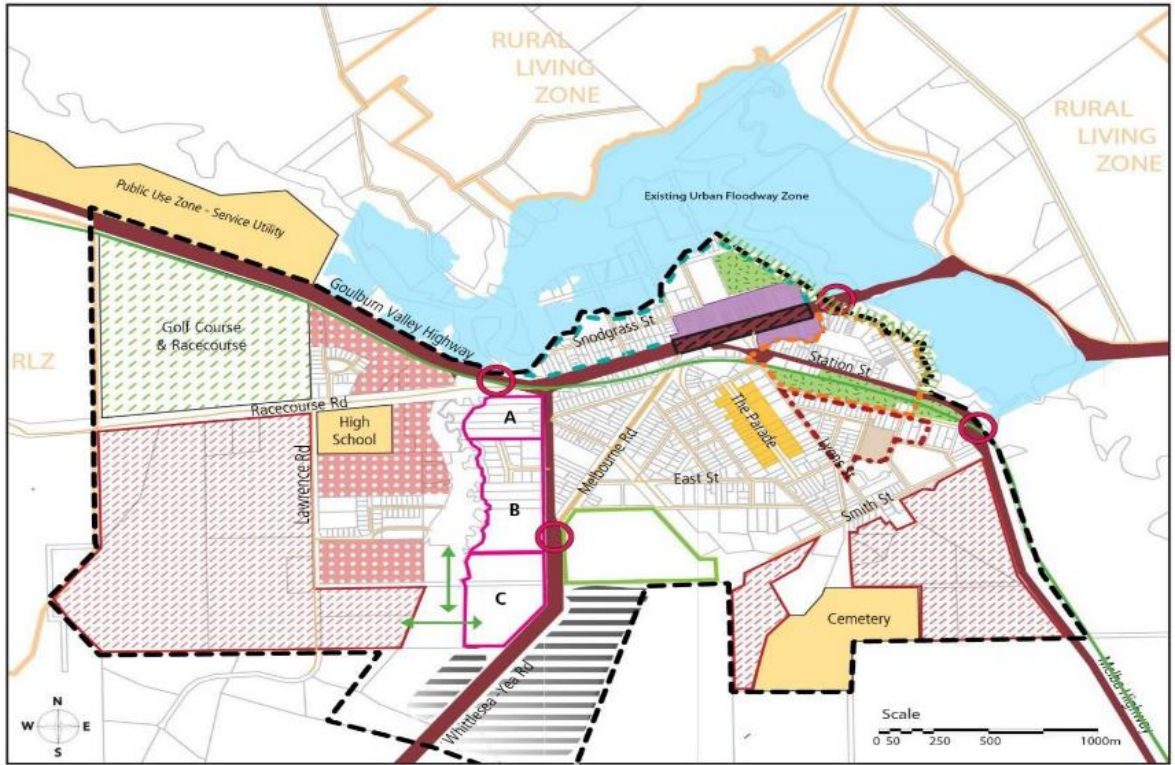 RURAL
LIVING
ZONE
RURAL
LIVING
ZONE
Public Use Zone - Service Utility
Existing Urban Floodway Zone
Goulburn Valley Highway
Snodgrass St
Golf Course
& Racecourse
RLZ
Station St
Racecourse Rd
High
School
A
The Parade
Lyons St
Lawrence Rd
Melbourne Rd
East St
B
Smith St
C
Cemetery
Whittlesea -Yea Rd
Melba Highway
N
W E
S
Scale
0 50 250 500 1000m